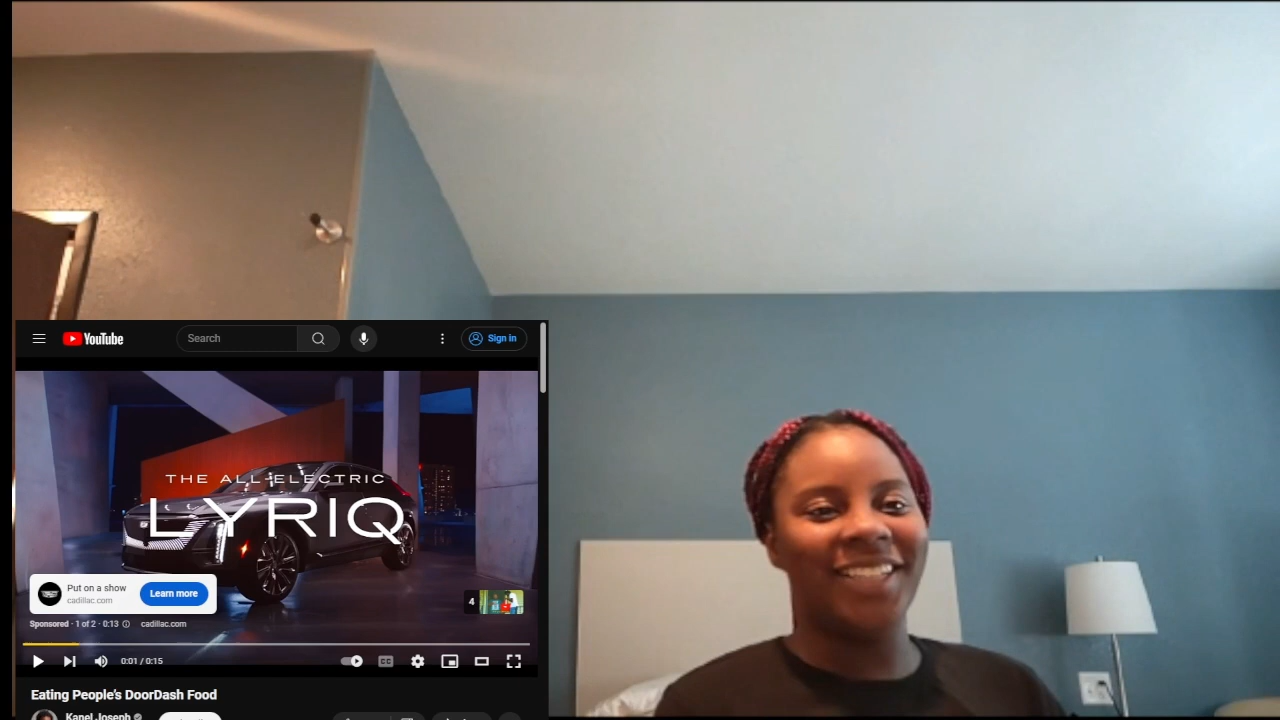 YouTube
Search
Sign in
THE ALL-ELECTRIC
LYRIQ
Put on a show
cadillac.com
Learn more
4
Sponsored · 1 of 2 · 0:13
cadillac.com
0:01 / 0:15
CC
Eating People's DoorDash Food
Kanel Joseph